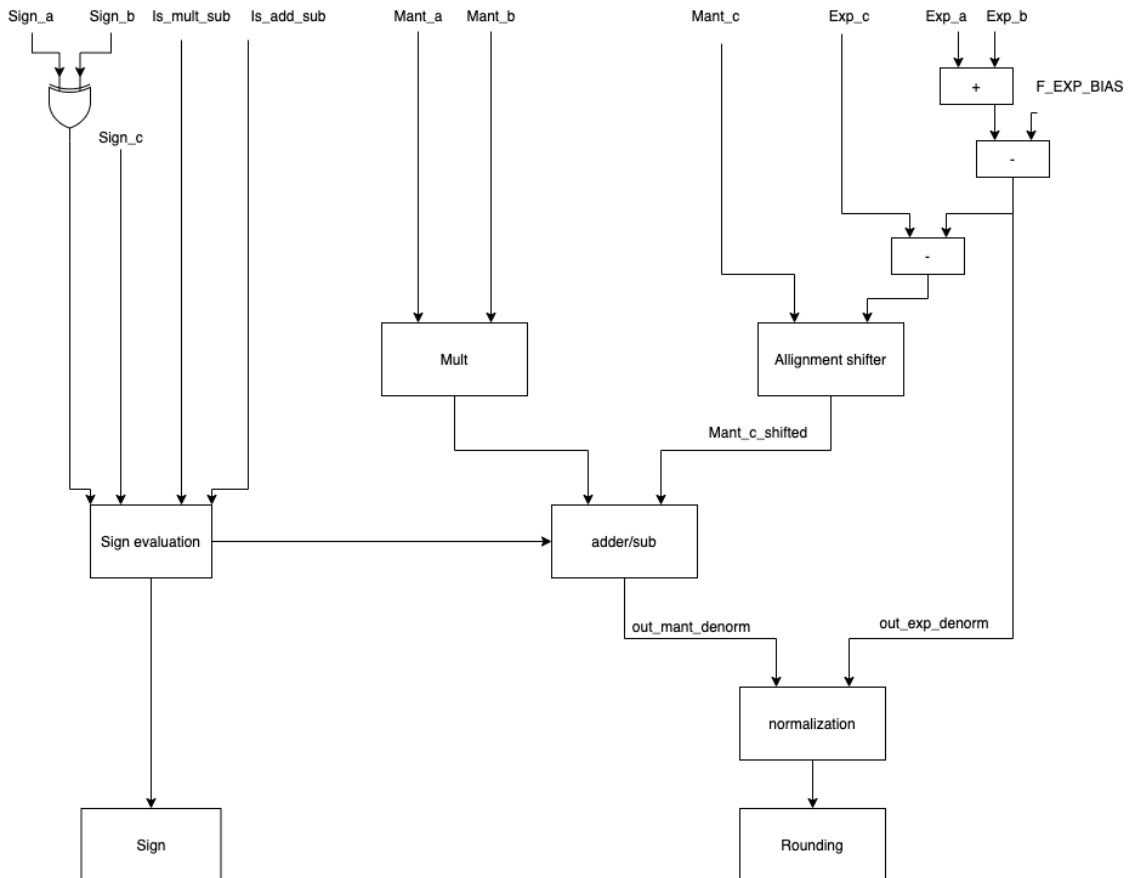 Sign_a
Sign_b
Is_mult_sub
Is_add_sub
Mant_a
Mant_b
Mant_c
Exp_c
Exp_a
Exp_b
+
F_EXP_BIAS
Sign_c
-
-
Mult
Allignment shifter
Mant_c_shifted
Sign evaluation
adder/sub
out_mant_denorm
out_exp_denorm
normalization
Sign
Rounding